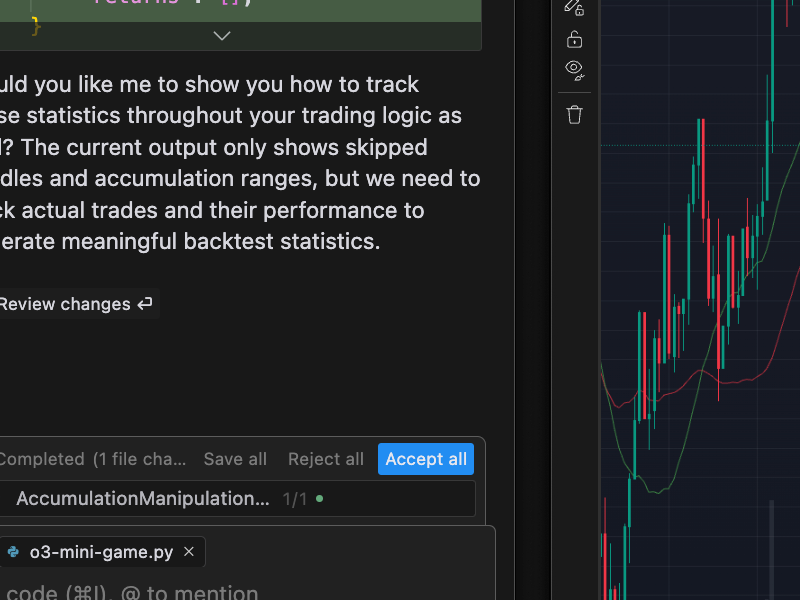 returns': [],
}
uld you like me to show you how to track
se statistics throughout your trading logic as
l? The current output only shows skipped
dles and accumulation ranges, but we need to
ck actual trades and their performance to
erate meaningful backtest statistics.
Review changes ↵
Completed (1 file cha... Save all Reject all Accept all
AccumulationManipulation... 1/1
o3-mini-game.py ×
code (⌘I), @ to mention